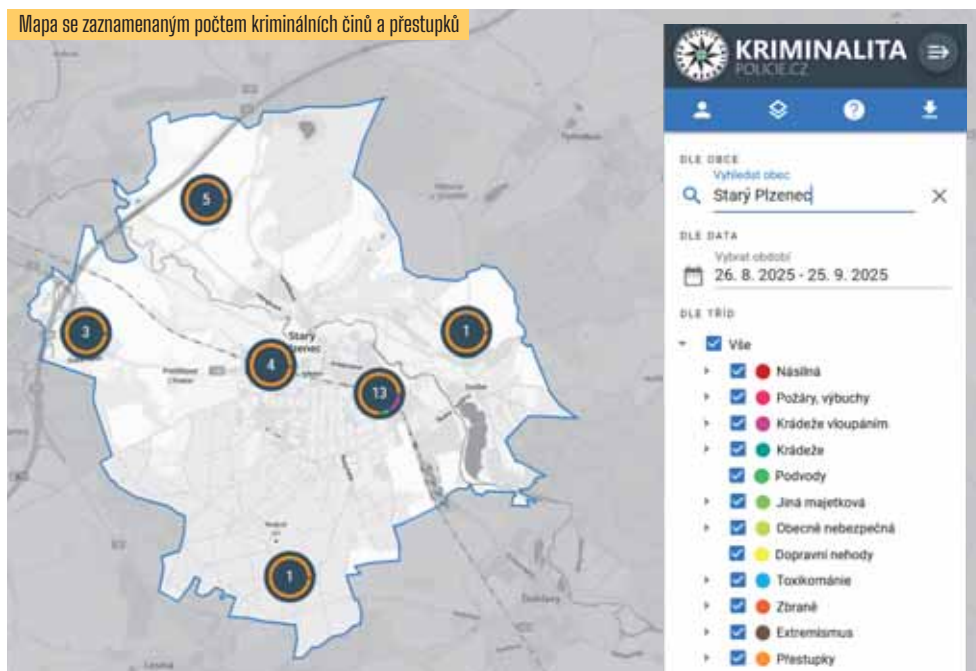 Mapa se zaznamenaným počtem kriminálních činů a přestupků
5
3
4
1
13
1
Starý
KRIMINALITA
POLICIE.CZ
DLE OBCE
Vyhledat obec
Starý Plzenec
DLE DATA
Vybrat období
26. 8. 2025 - 25. 9. 2025
DLE TŘÍD
Vše
Násilná
Požáry, výbuchy
Krádeže vloupáním
Krádeže
Podvody
Jiná majetková
Obecně nebezpečná
Dopravní nehody
Toxikománie
Zbraně
Extremismus
Přestupky